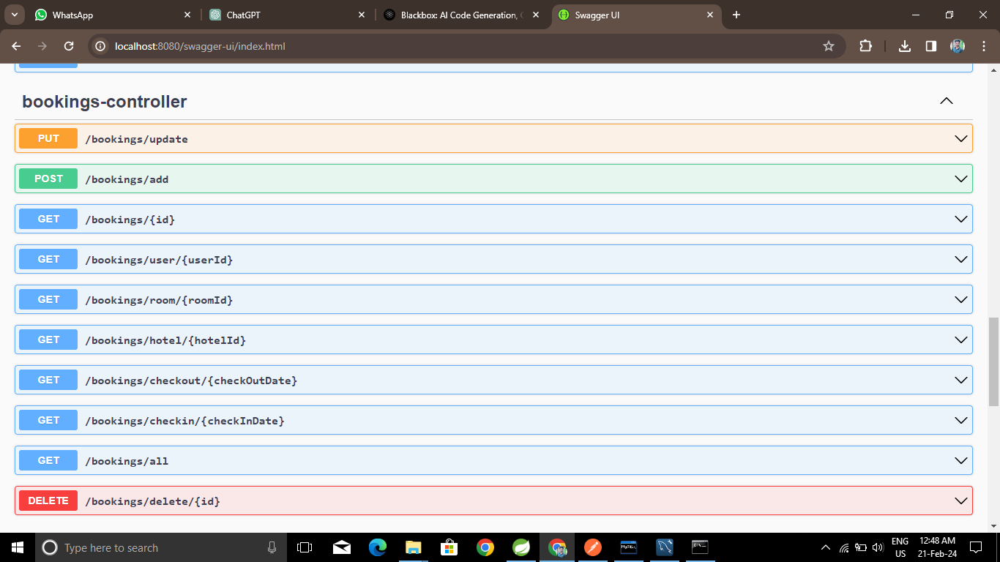 WhatsApp
ChatGPT
Blackbox: AI Code Generation,
Swagger UI
localhost:8080/swagger-ui/index.html
bookings-controller
PUT /bookings/update
POST /bookings/add
GET /bookings/{id}
GET /bookings/user/{userId}
GET /bookings/room/{roomId}
GET /bookings/hotel/{hotelId}
GET /bookings/checkout/{checkOutDate}
GET /bookings/checkin/{checkInDate}
GET /bookings/all
DELETE /bookings/delete/{id}
Type here to search
ENG
US
12:48 AM
21-Feb-24